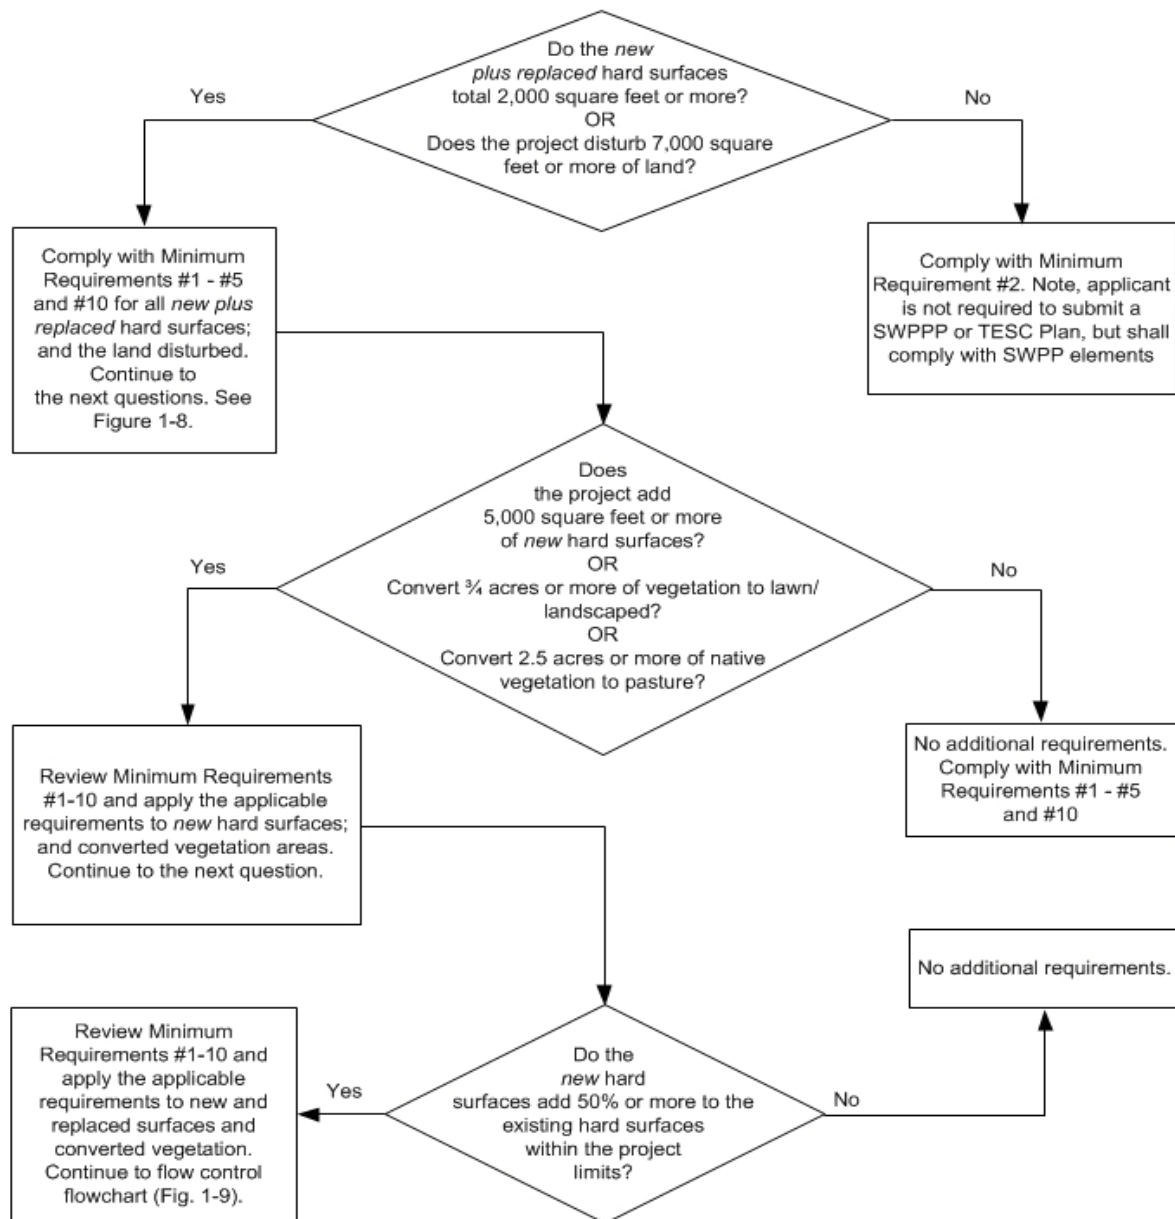 Do the new
plus replaced hard surfaces
total 2,000 square feet or more?
OR
Does the project disturb 7,000 square
feet or more of land?
Yes
No
Comply with Minimum
Requirements #1 - #5
and #10 for all new plus
replaced hard surfaces;
and the land disturbed.
Continue to
the next questions. See
Figure 1-8.
Comply with Minimum
Requirement #2. Note, applicant
is not required to submit a
SWPPP or TESC Plan, but shall
comply with SWPP elements
Does
the project add
5,000 square feet or more
of new hard surfaces?
OR
Convert ¾ acres or more of vegetation to lawn/
landscaped?
OR
Convert 2.5 acres or more of native
vegetation to pasture?
Yes
No
Review Minimum Requirements
#1-10 and apply the applicable
requirements to new hard surfaces;
and converted vegetation areas.
Continue to the next question.
No additional requirements.
Comply with Minimum
Requirements #1 - #5
and #10
Do the
new hard
surfaces add 50% or more to the
existing hard surfaces
within the project
limits?
Yes
No
Review Minimum
Requirements #1-10 and
apply the applicable
requirements to new and
replaced surfaces and
converted vegetation.
Continue to flow control
flowchart (Fig. 1-9).
No additional requirements.